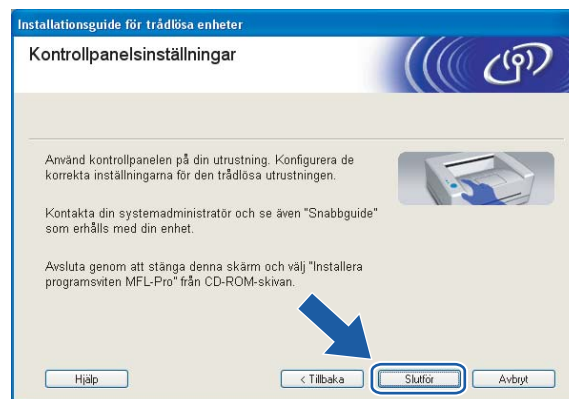 Installationsguide för trådlösa enheter
Kontrollpanelsinställningar
Använd kontrollpanelen på din utrustning. Konfigurera de
korrekta inställningarna för den trådlösa utrustningen.
Kontakta din systemadministratör och se även "Snabbguide"
som erhålls med din enhet.
Avsluta genom att stänga denna skärm och välj "Installera
programsviten MFL-Pro" från CD-ROM-skivan.
Hjälp
< Tillbaka
Slutför
Avbryt